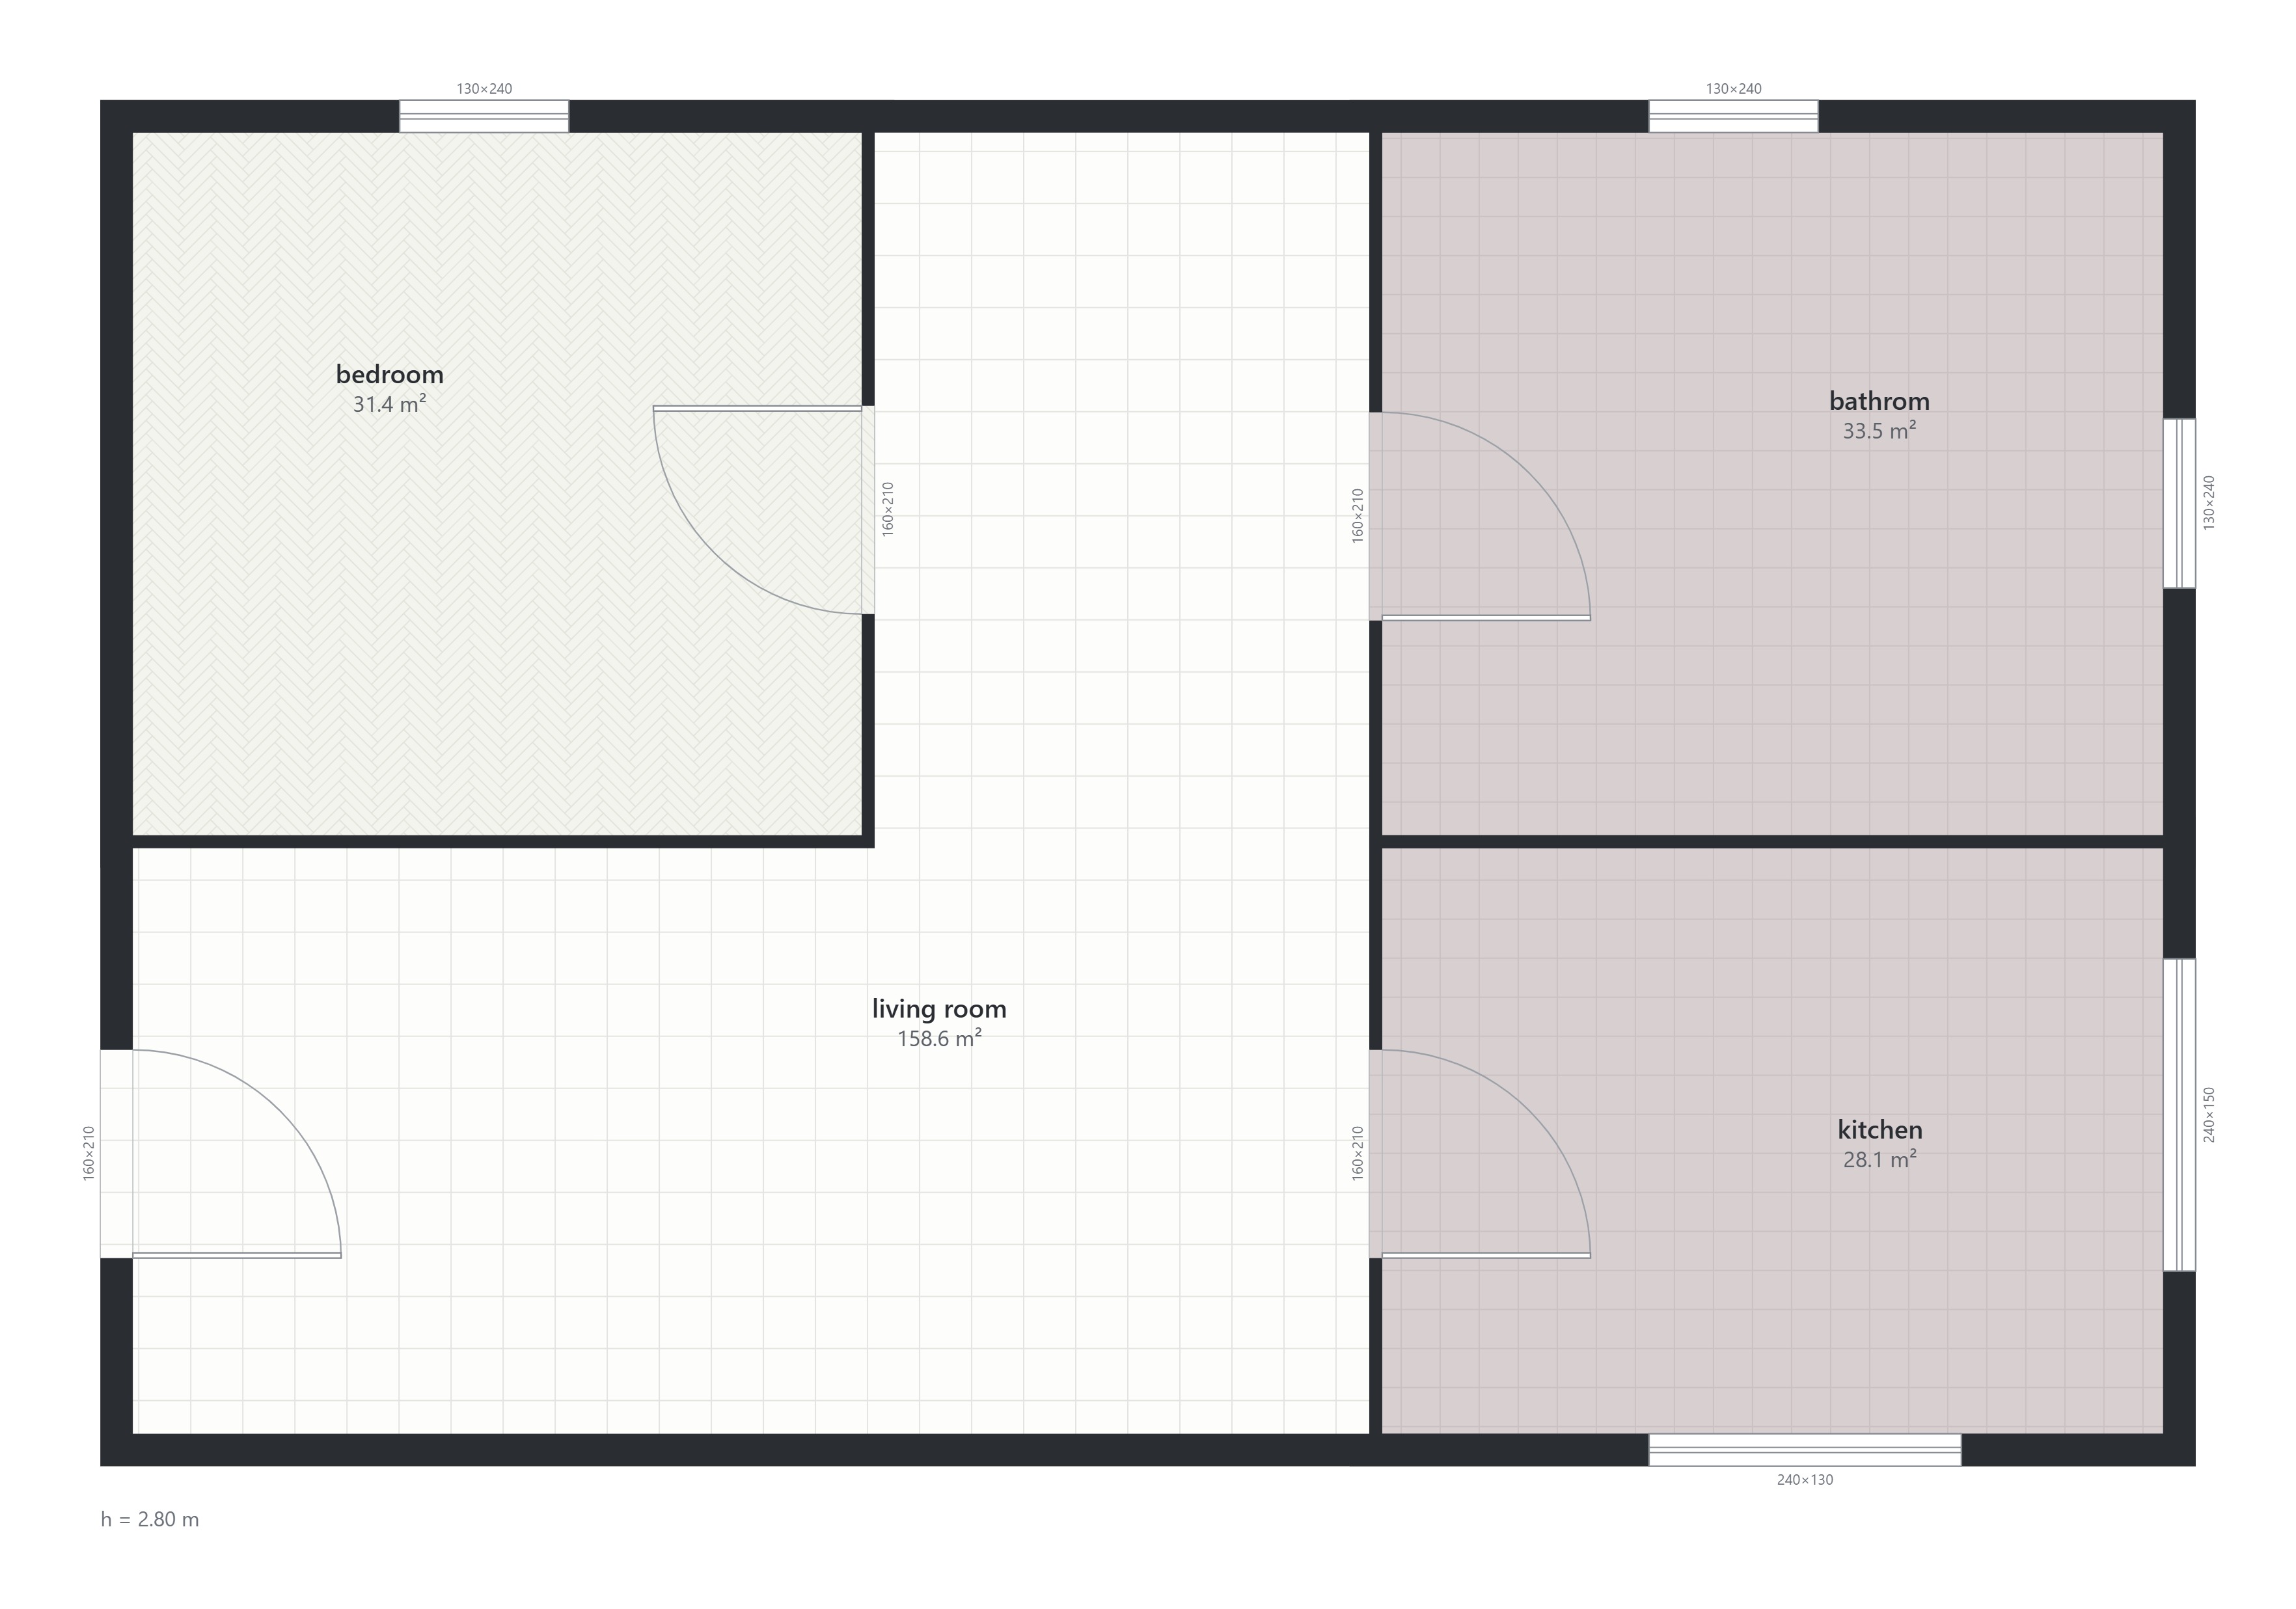 130×240
130×240
bedroom
31.4 m²
bathrom
33.5 m²
160×210
160×210
130×240
living room
158.6 m²
160×210
160×210
kitchen
28.1 m²
240×150
240×130
h = 2.80 m